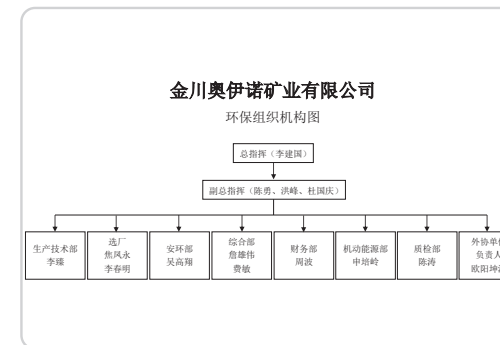 金川奥伊诺矿业有限公司
环保组织机构图
总指挥（李建国）
副总指挥（陈勇、洪峰、杜国庆）
生产技术部
李臻
选厂
焦凤永
李春明
安环部
吴高翔
综合部
詹雄伟
费敏
财务部
周波
机动能源部
申培岭
质检部
陈涛
外协单位
负责人
欧阳坤